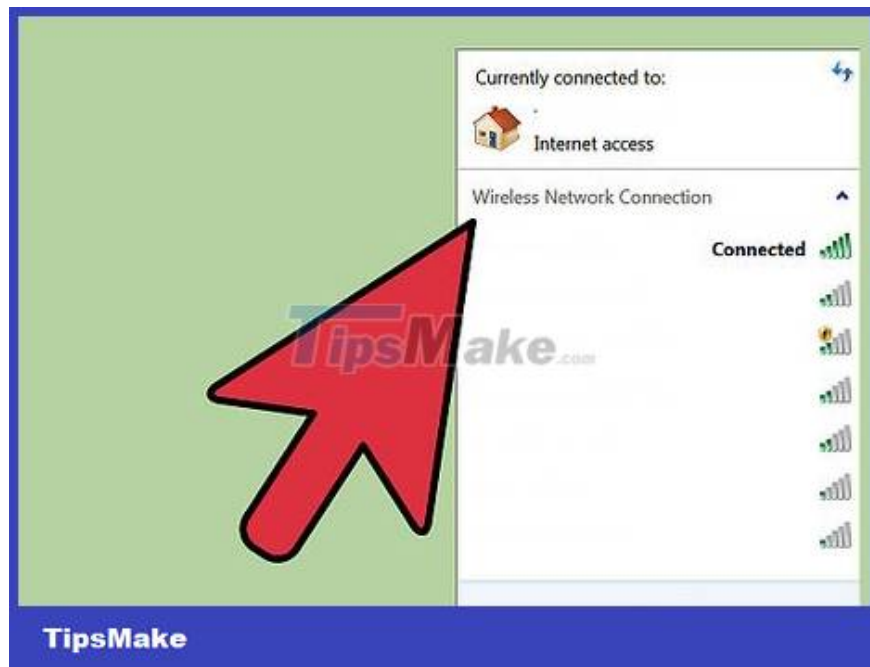 Currently connected to:
Internet access
Wireless Network Connection
Connected
TipsMake.com
TipsMake